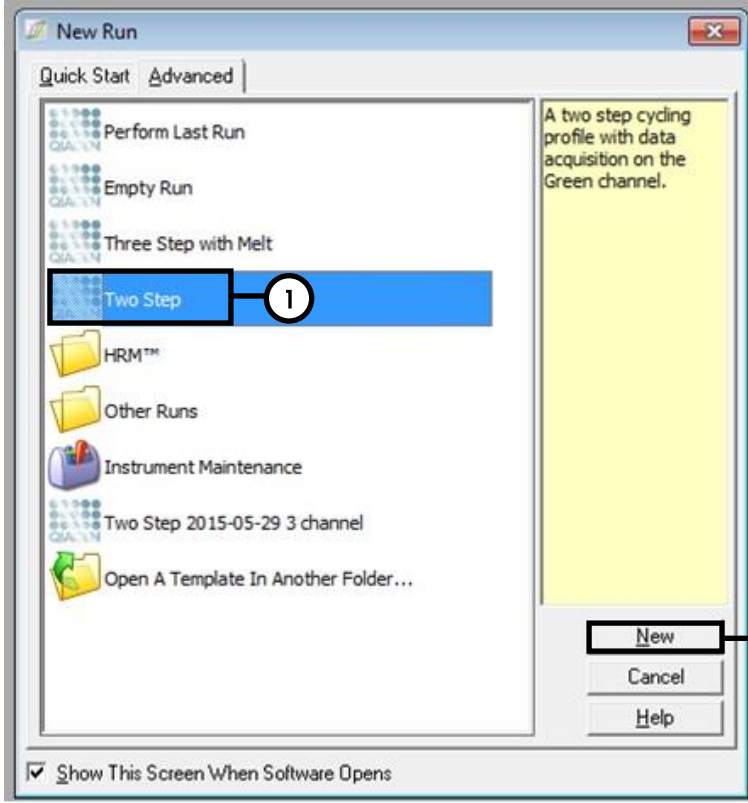 New Run
Quick Start Advanced
Perform Last Run
Empty Run
Three Step with Melt
Two Step
1
HRM™
Other Runs
Instrument Maintenance
Two Step 2015-05-29 3 channel
Open A Template In Another Folder...
A two step cycling
profile with data
acquisition on the
Green channel.
New
Cancel
Help
Show This Screen When Software Opens